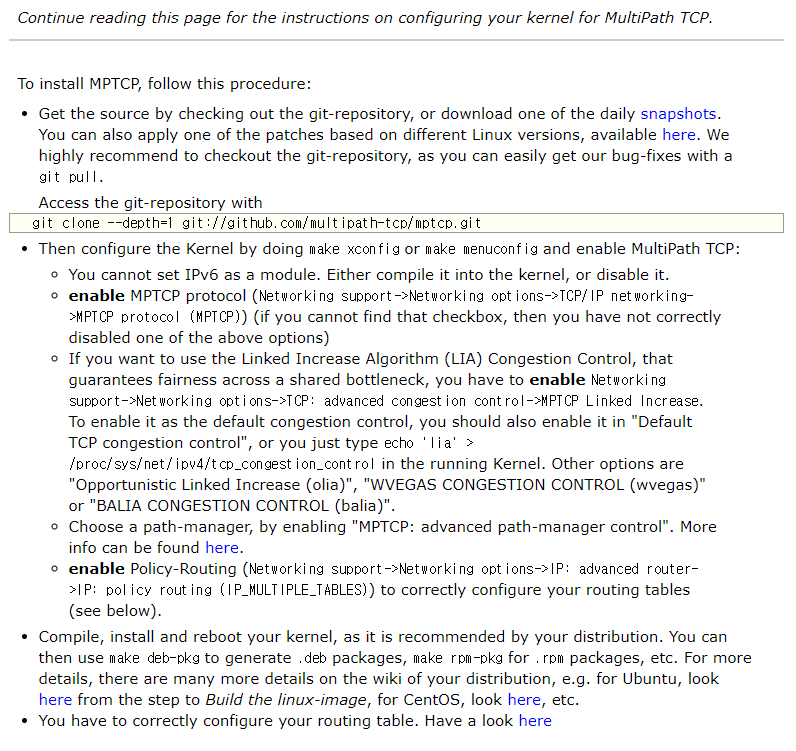 Continue reading this page for the instructions on configuring your kernel for MultiPath TCP.
To install MPTCP, follow this procedure:
• Get the source by checking out the git-repository, or download one of the daily snapshots.
You can also apply one of the patches based on different Linux versions, available here. We
highly recommend to checkout the git-repository, as you can easily get our bug-fixes with a
git pull.
Access the git-repository with
git clone --depth=1 git://github.com/multipath-tcp/mptcp.git
• Then configure the Kernel by doing make xconfig or make menuconfig and enable MultiPath TCP:
◦ You cannot set IPv6 as a module. Either compile it into the kernel, or disable it.
◦ enable MPTCP protocol (Networking support->Networking options->TCP/IP networking-
>MPTCP protocol (MPTCP)) (if you cannot find that checkbox, then you have not correctly
disabled one of the above options)
◦ If you want to use the Linked Increase Algorithm (LIA) Congestion Control, that
guarantees fairness across a shared bottleneck, you have to enable Networking
support->Networking options->TCP: advanced congestion control->MPTCP Linked Increase.
To enable it as the default congestion control, you should also enable it in "Default
TCP congestion control", or you just type echo 'lia' >
/proc/sys/net/ipv4/tcp_congestion_control in the running Kernel. Other options are
"Opportunistic Linked Increase (olia)", "WVEGAS CONGESTION CONTROL (wvegas)"
or "BALIA CONGESTION CONTROL (balia)".
◦ Choose a path-manager, by enabling "MPTCP: advanced path-manager control". More
info can be found here.
◦ enable Policy-Routing (Networking support->Networking options->IP: advanced router-
>IP: policy routing (IP_MULTIPLE_TABLES)) to correctly configure your routing tables
(see below).
• Compile, install and reboot your kernel, as it is recommended by your distribution. You can
then use make deb-pkg to generate .deb packages, make rpm-pkg for .rpm packages, etc. For more
details, there are many more details on the wiki of your distribution, e.g. for Ubuntu, look
here from the step to Build the linux-image, for CentOS, look here, etc.
• You have to correctly configure your routing table. Have a look here